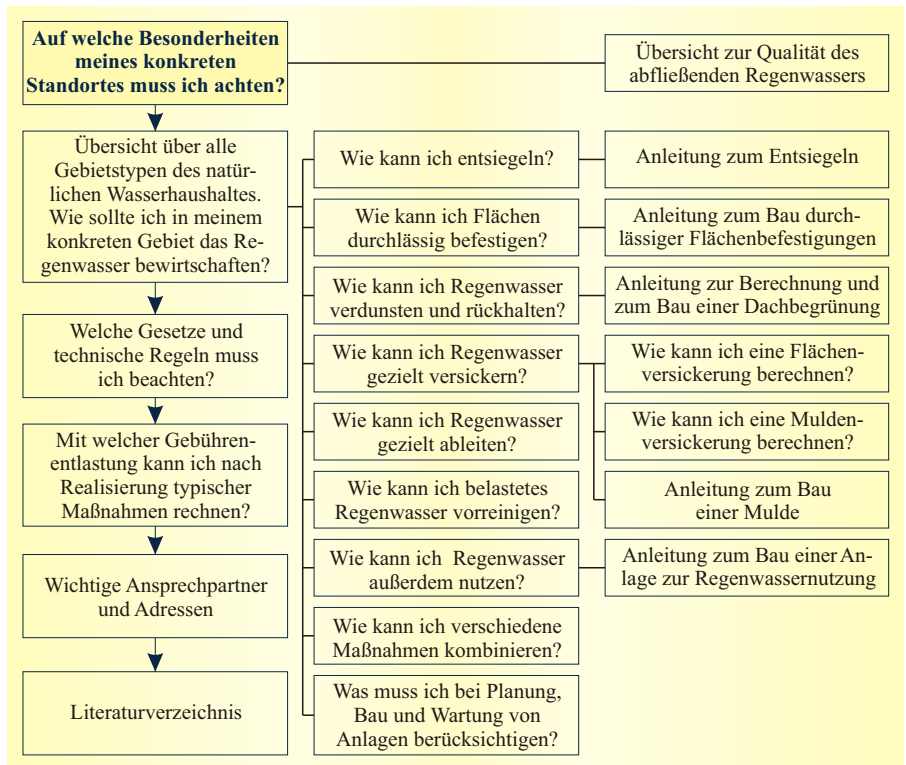 Auf welche Besonderheiten
meines konkreten
Standortes muss ich achten?
Übersicht zur Qualität des
abfließenden Regenwassers
Übersicht über alle
Gebietstypen des natür-
lichen Wasserhaushaltes.
Wie sollte ich in meinem
konkreten Gebiet das Re-
genwasser bewirtschaften?
Welche Gesetze und
technische Regeln muss
ich beachten?
Mit welcher Gebühren-
entlastung kann ich nach
Realisierung typischer
Maßnahmen rechnen?
Wichtige Ansprechpartner
und Adressen
Literaturverzeichnis
Wie kann ich entsiegeln?
Anleitung zum Entsiegeln
Wie kann ich Flächen
durchlässig befestigen?
Anleitung zum Bau durch-
lässiger Flächenbefestigungen
Wie kann ich Regenwasser
verdunsten und rückhalten?
Anleitung zur Berechnung und
zum Bau einer Dachbegrünung
Wie kann ich Regenwasser
gezielt versickern?
Wie kann ich eine Flächen-
versickerung berechnen?
Wie kann ich eine Mulden-
versickerung berechnen?
Anleitung zum Bau
einer Mulde
Wie kann ich Regenwasser
gezielt ableiten?
Wie kann ich belastetes
Regenwasser vorreinigen?
Wie kann ich Regenwasser
außerdem nutzen?
Anleitung zum Bau einer An-
lage zur Regenwassernutzung
Wie kann ich verschiedene
Maßnahmen kombinieren?
Was muss ich bei Planung,
Bau und Wartung von
Anlagen berücksichtigen?